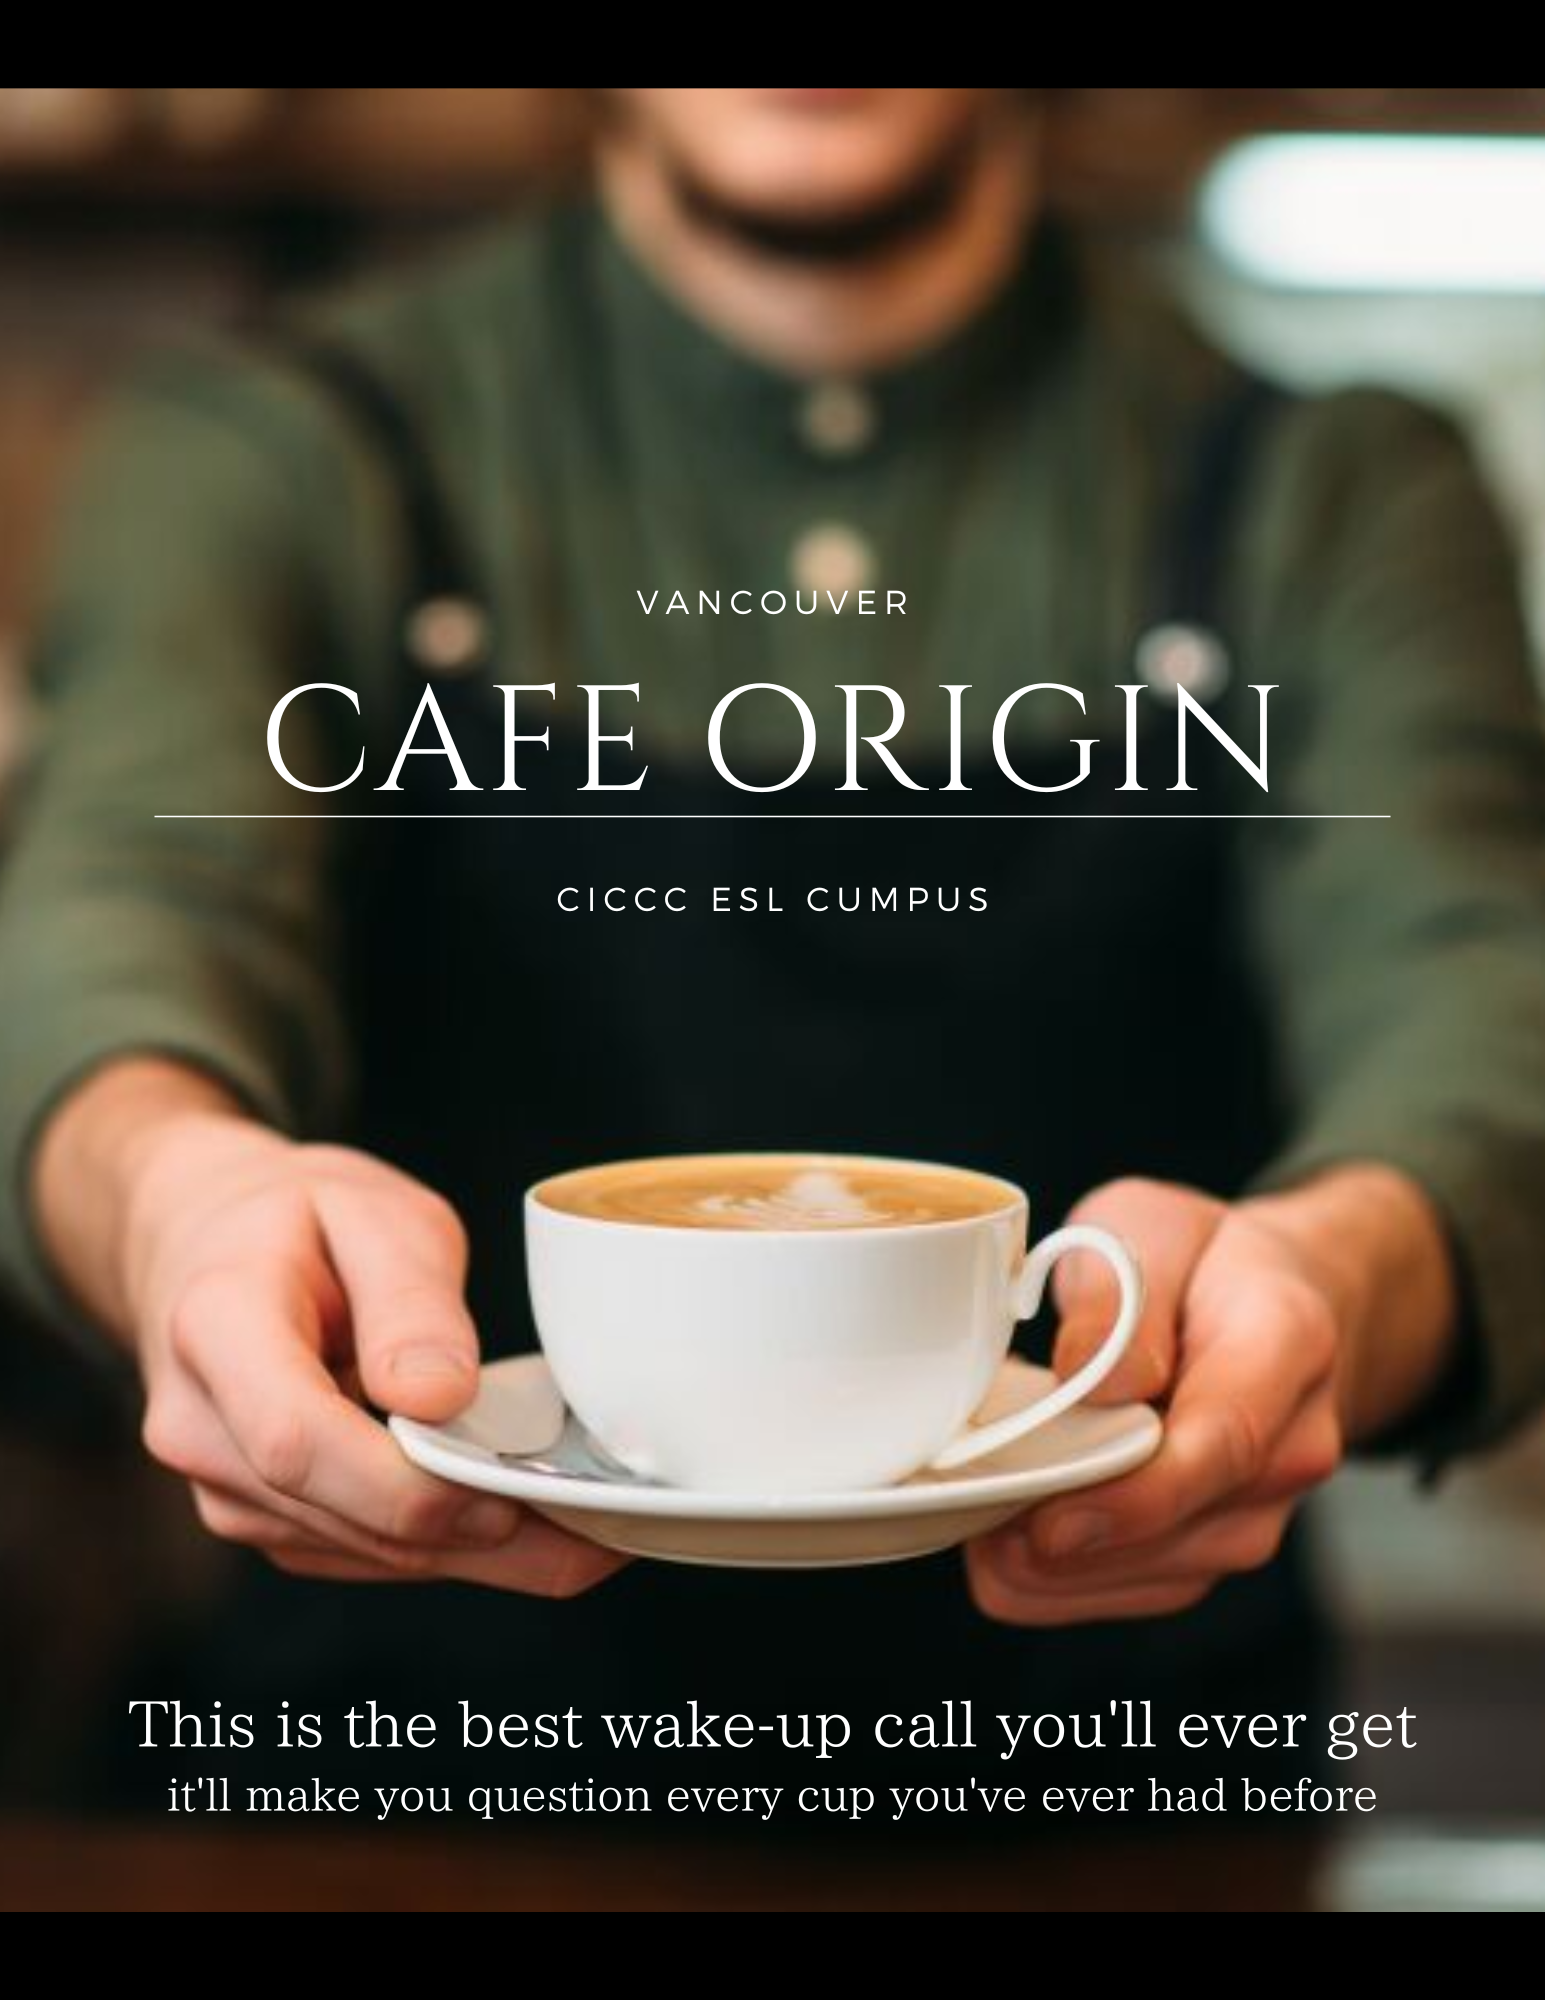 VANCOUVER
CAFE ORIGIN
CICCC ESL CUMPUS
This is the best wake-up call you'll ever get
it'll make you question every cup you've ever had before